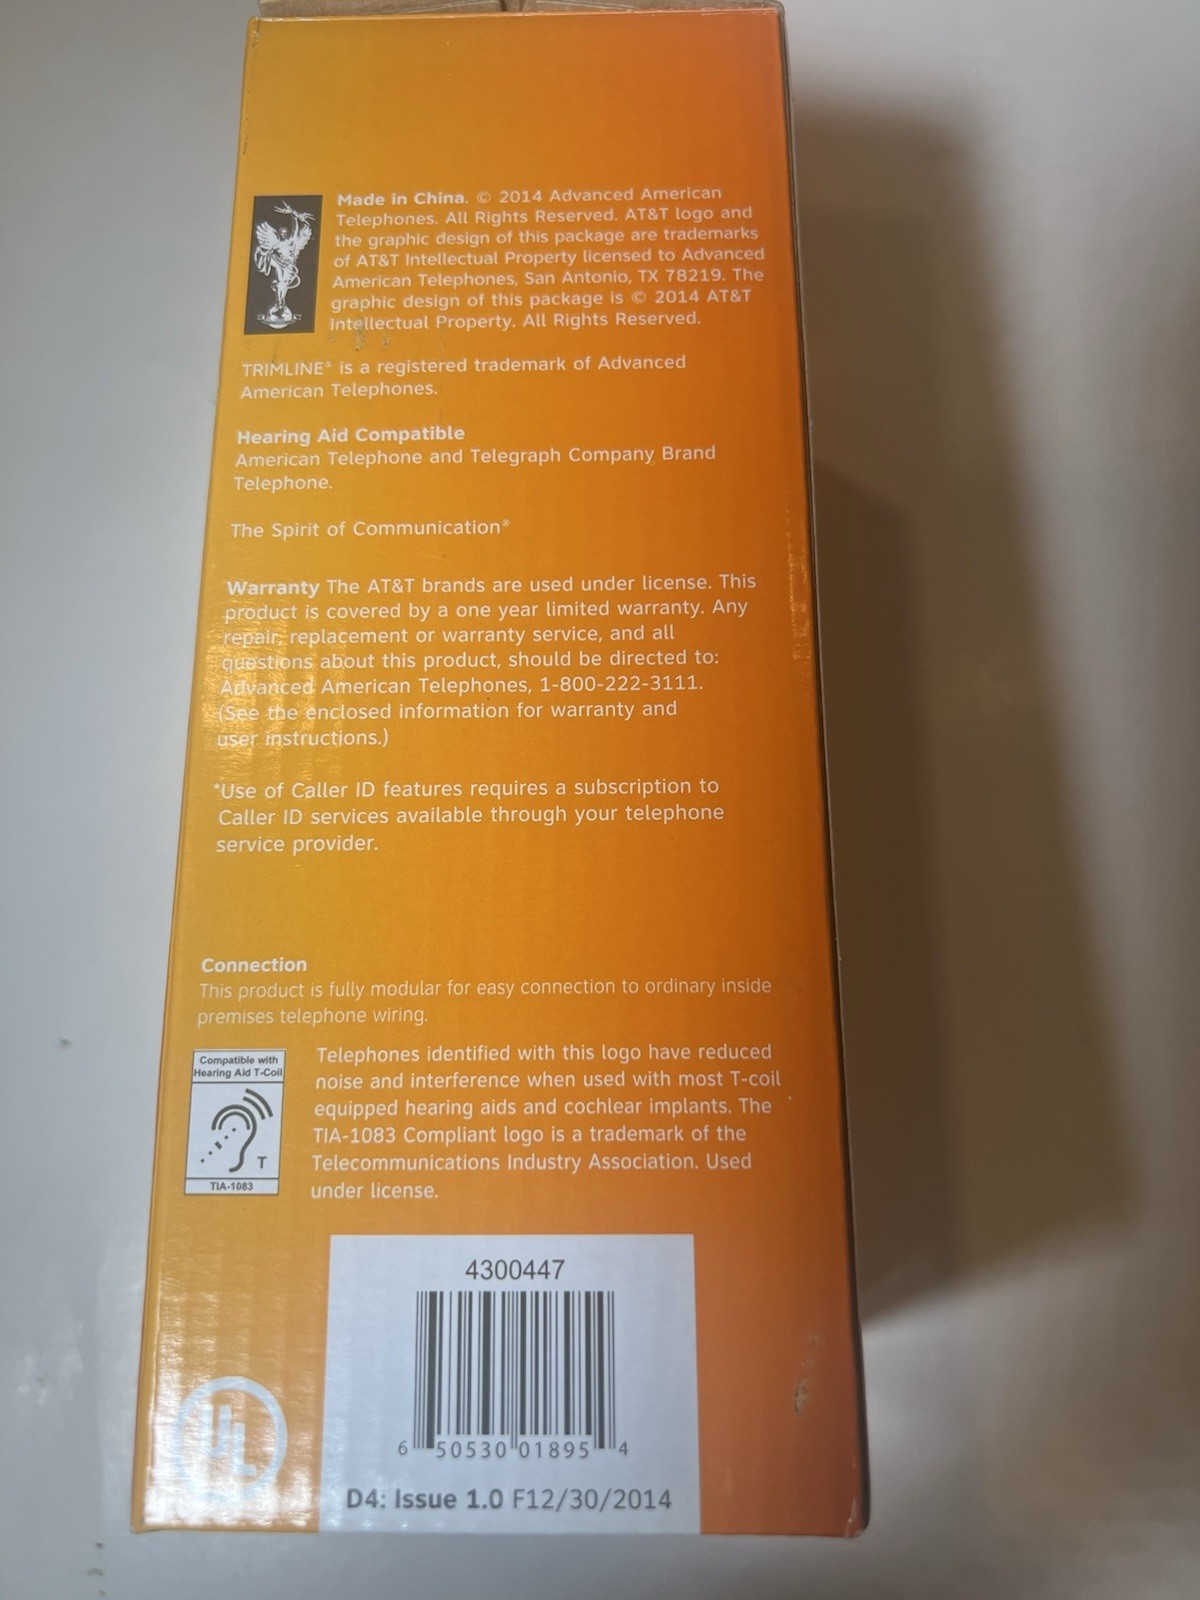 Made in China. © 2014 Advanced American
Telephones. All Rights Reserved. AT&T logo and
the graphic design of this package are trademarks
of AT&T Intellectual Property licensed to Advanced
American Telephones, San Antonio, TX 78219. The
graphic design of this package is © 2014 AT&T
Intellectual Property. All Rights Reserved.
TRIMLINE® is a registered trademark of Advanced
American Telephones.
Hearing Aid Compatible
American Telephone and Telegraph Company Brand
Telephone.
The Spirit of Communication®
Warranty The AT&T brands are used under license. This
product is covered by a one year limited warranty. Any
repair, replacement or warranty service, and all
questions about this product, should be directed to:
Advanced American Telephones, 1-800-222-3111.
(See the enclosed information for warranty and
user instructions.)
*Use of Caller ID features requires a subscription to
Caller ID services available through your telephone
service provider.
Connection
This product is fully modular for easy connection to ordinary inside
premises telephone wiring.
Compatible with
Hearing Aid T-Coil
T
TIA-1083
Telephones identified with this logo have reduced
noise and interference when used with most T-coil
equipped hearing aids and cochlear implants. The
TIA-1083 Compliant logo is a trademark of the
Telecommunications Industry Association. Used
under license.
4300447
6 50530 01895 4
UL
D4: Issue 1.0 F12/30/2014